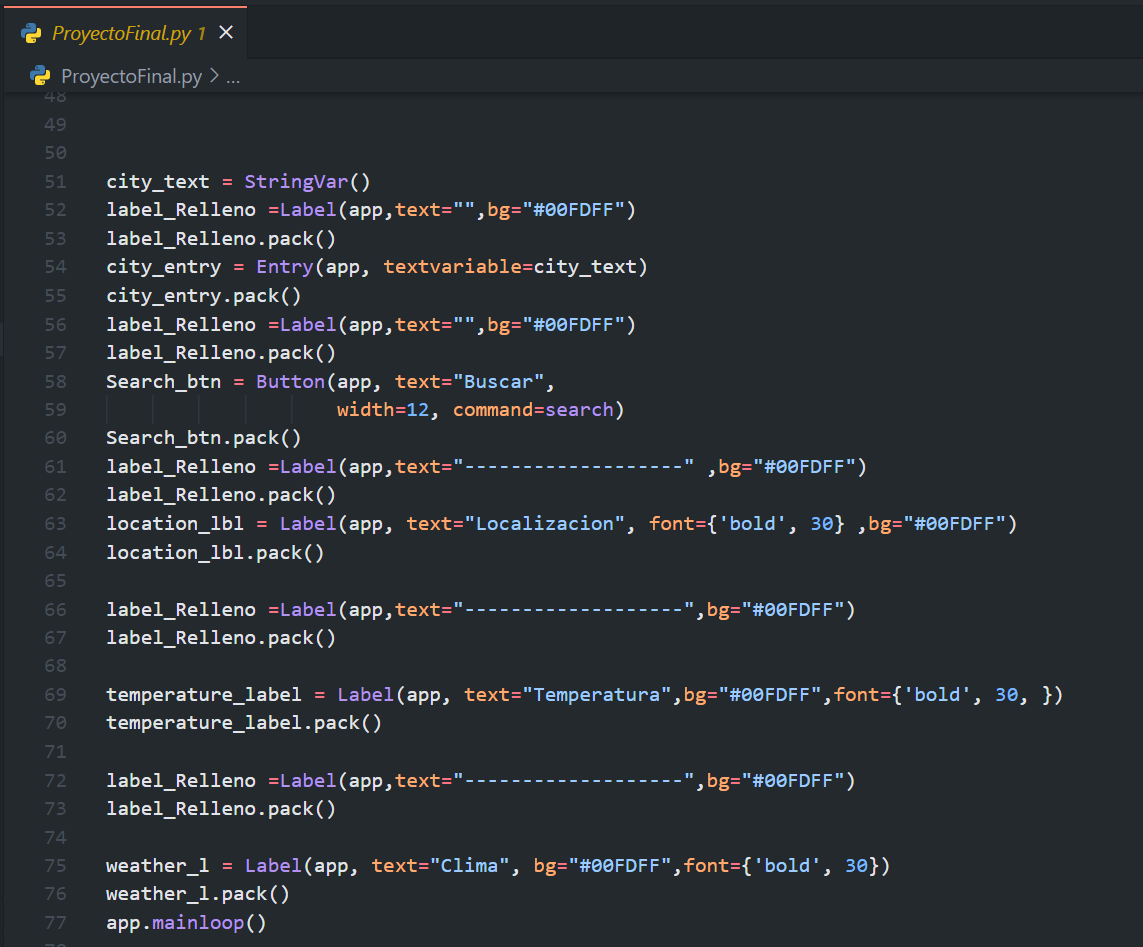 ProyectoFinal.py 1 ×
ProyectoFinal.py > ...
48
49
50
51 city_text = StringVar()
52 label_Relleno =Label(app,text="",bg="#00FDFF")
53 label_Relleno.pack()
54 city_entry = Entry(app, textvariable=city_text)
55 city_entry.pack()
56 label_Relleno =Label(app,text="",bg="#00FDFF")
57 label_Relleno.pack()
58 Search_btn = Button(app, text="Buscar",
59                     width=12, command=search)
60 Search_btn.pack()
61 label_Relleno =Label(app,text="-------------------" ,bg="#00FDFF")
62 label_Relleno.pack()
63 location_lbl = Label(app, text="Localizacion", font={'bold', 30} ,bg="#00FDFF")
64 location_lbl.pack()
65
66 label_Relleno =Label(app,text="-------------------",bg="#00FDFF")
67 label_Relleno.pack()
68
69 temperature_label = Label(app, text="Temperatura",bg="#00FDFF",font={'bold', 30, })
70 temperature_label.pack()
71
72 label_Relleno =Label(app,text="-------------------",bg="#00FDFF")
73 label_Relleno.pack()
74
75 weather_l = Label(app, text="Clima", bg="#00FDFF",font={'bold', 30})
76 weather_l.pack()
77 app.mainloop()